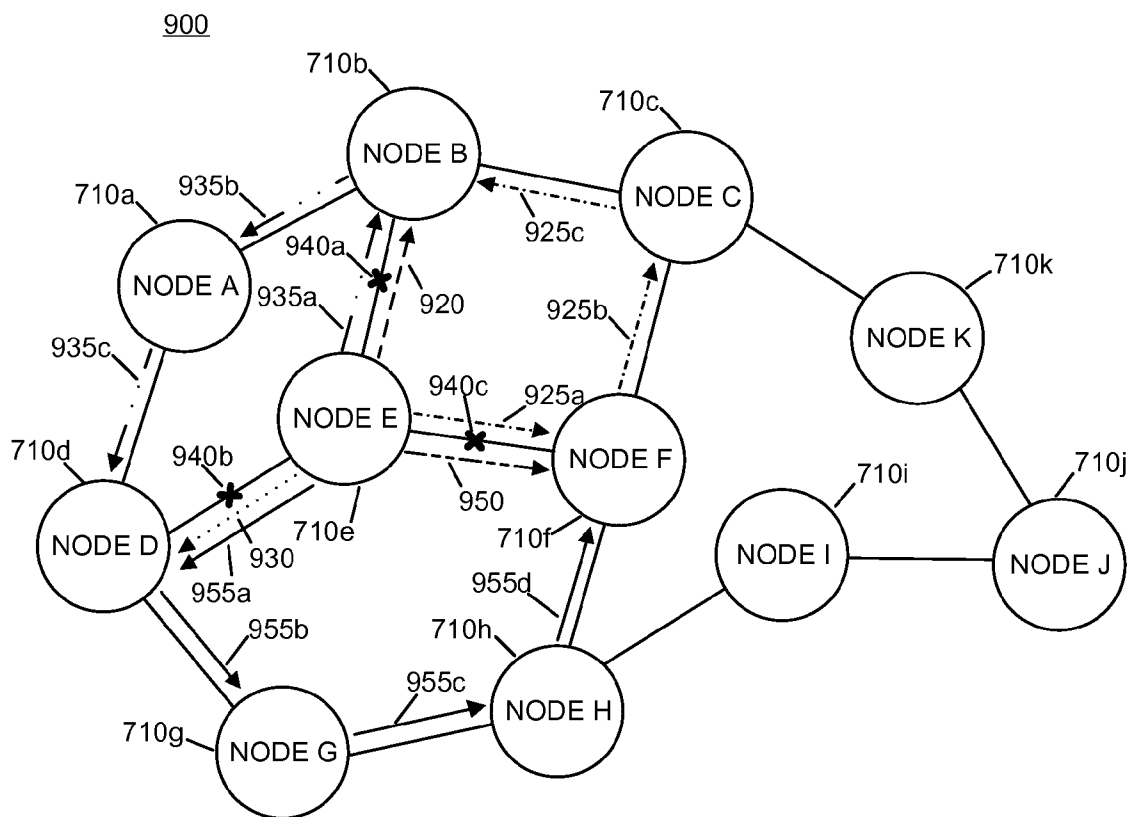 900
710b
710c
NODE B
935b
710a
NODE C
940a
925c
710k
NODE A
920
935a
925b
NODE K
935c
940c
925a
710d
NODE E
940b
NODE F
710j
710i
950
710e
710f
NODE D
930
NODE I
NODE J
955a
955d
955b
710h
955c
NODE H
710g
NODE G